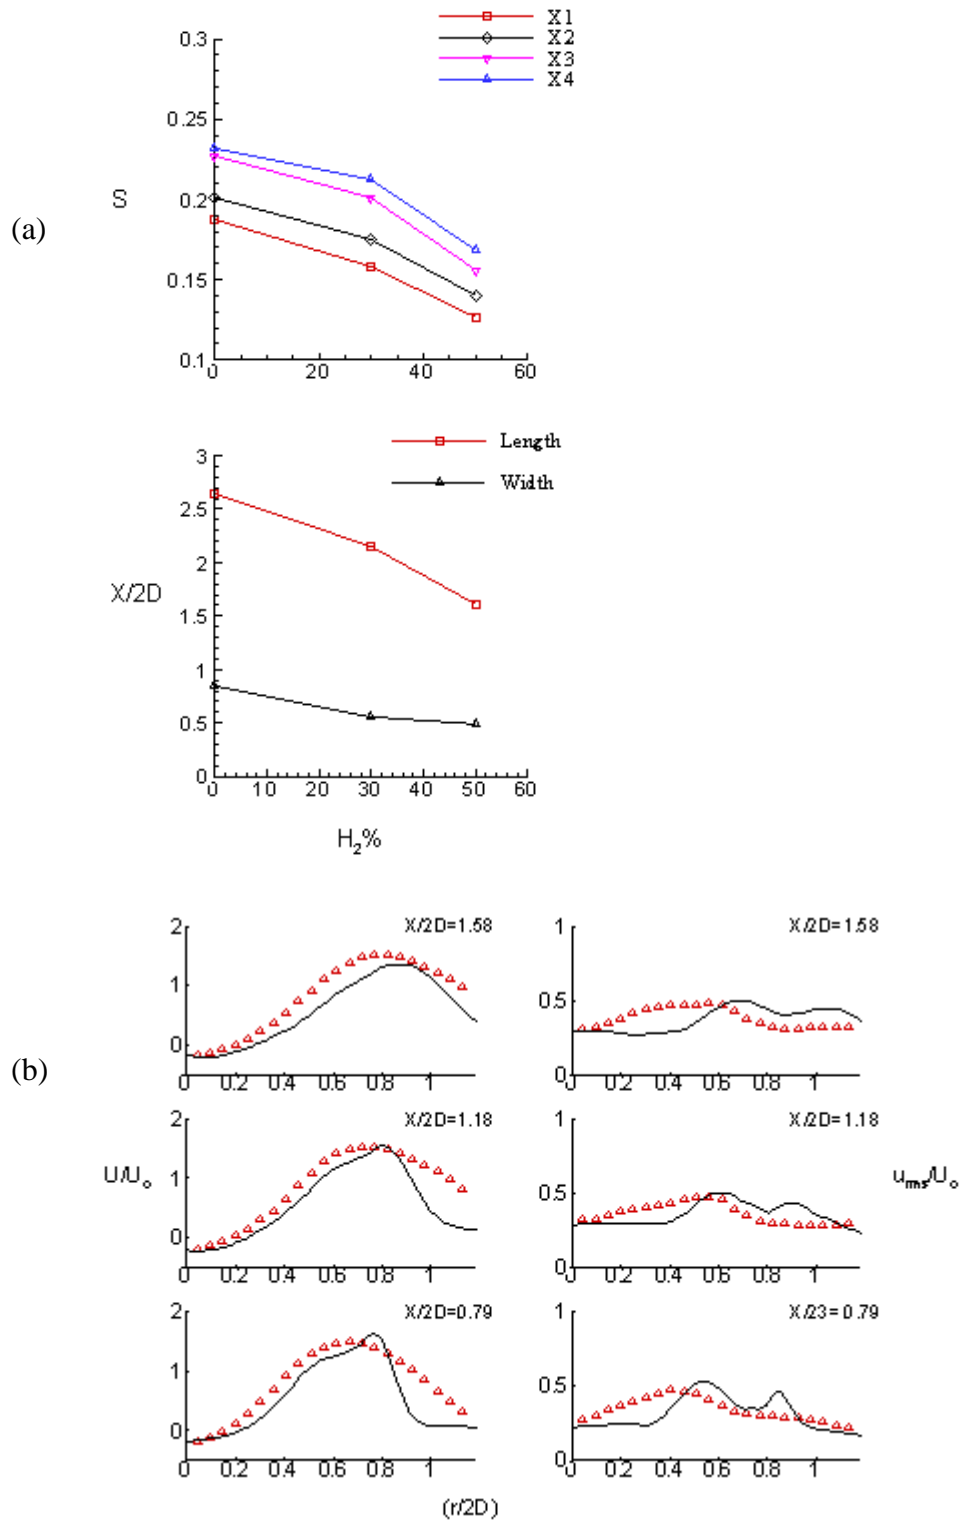 X1
X2
X3
X4
0.3
0.25
0.2
0.15
0.1
S
(a)
0 20 40 60
Length
Width
3
2.5
2
1.5
1
0.5
0
X/2D
0 10 20 30 40 50 60
H2%
X/2D=1.58 X/2D=1.58
2 1
1 0.5
0 0
0 0.2 0.4 0.6 0.8 1 0 0.2 0.4 0.6 0.8 1
(b)
X/2D=1.18 X/2D=1.18
2 1
U/Uo
1 0.5
urms/Uo
0 0
0 0.2 0.4 0.6 0.8 1 0 0.2 0.4 0.6 0.8 1
X/2D=0.79 X/23=0.79
2 1
1 0.5
0 0
0 0.2 0.4 0.6 0.8 1 0 0.2 0.4 0.6 0.8 1
(r/2D)